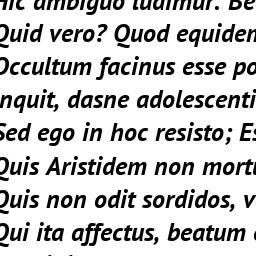 Hic ambiguo ludimur. Be
Quid vero? Quod equidem
Occultum facinus esse po
Inquit, dasne adolescenti
Sed ego in hoc resisto; Es
Quis Aristidem non mortu
Quis non odit sordidos, v
Qui ita affectus, beatum e